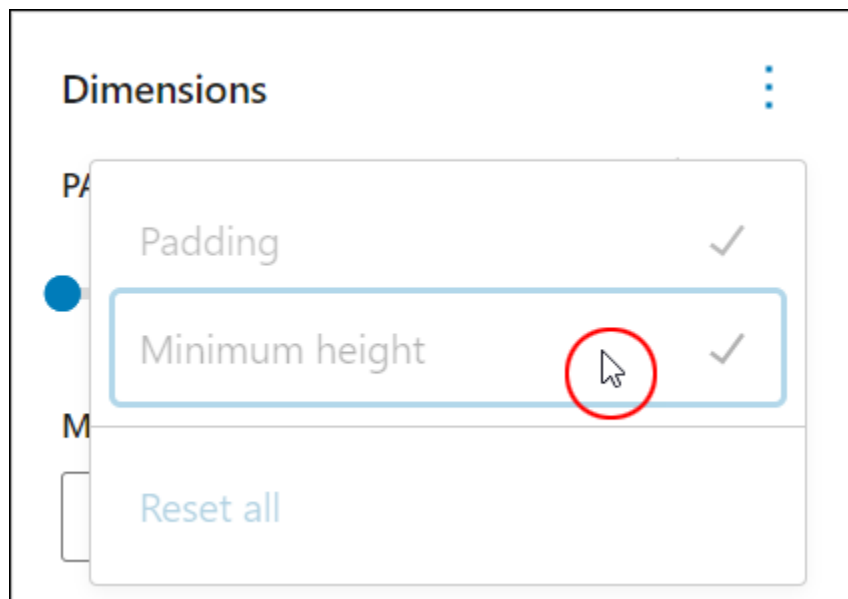 Dimensions
PA
Padding
Minimum height
M
Reset all